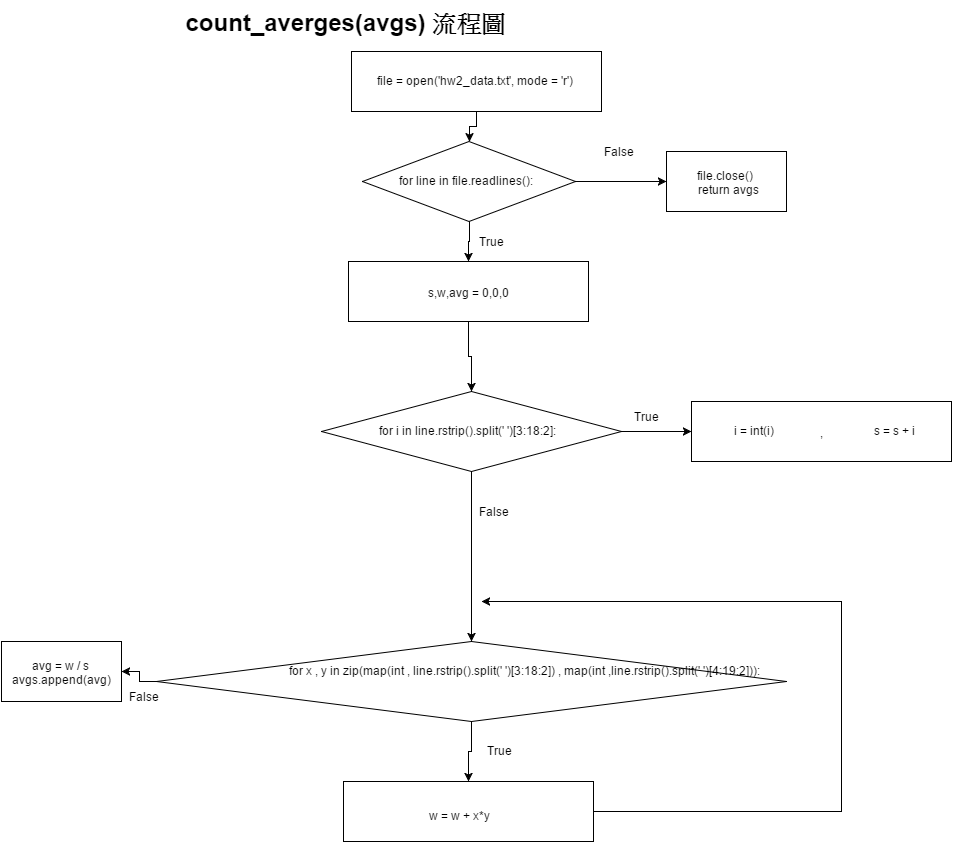 count_averges(avgs) 流程圖
file = open('hw2_data.txt', mode = 'r')
False
for line in file.readlines():
file.close()
return avgs
True
s,w,avg = 0,0,0
True
for i in line.rstrip().split(' ')[3:18:2]:
i = int(i) , s = s + i
False
for x , y in zip(map(int , line.rstrip().split(' ')[3:18:2]) , map(int ,line.rstrip().split(' ')[4:19:2])):
avg = w / s
avgs.append(avg)
False
True
w = w + x*y